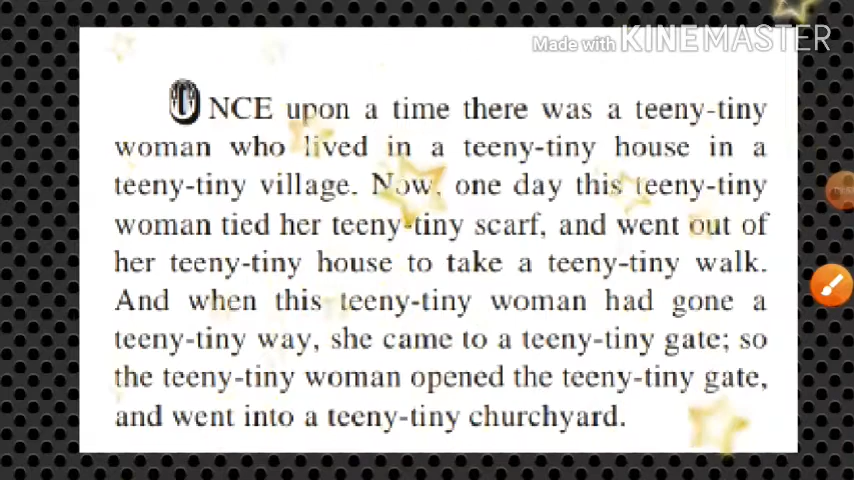 Made with KINEMASTER
ONCE upon a time there was a teeny-tiny
woman who lived in a teeny-tiny house in a
teeny-tiny village. Now, one day this teeny-tiny
woman tied her teeny-tiny scarf, and went out of
her teeny-tiny house to take a teeny-tiny walk.
And when this teeny-tiny woman had gone a
teeny-tiny way, she came to a teeny-tiny gate; so
the teeny-tiny woman opened the teeny-tiny gate,
and went into a teeny-tiny churchyard.